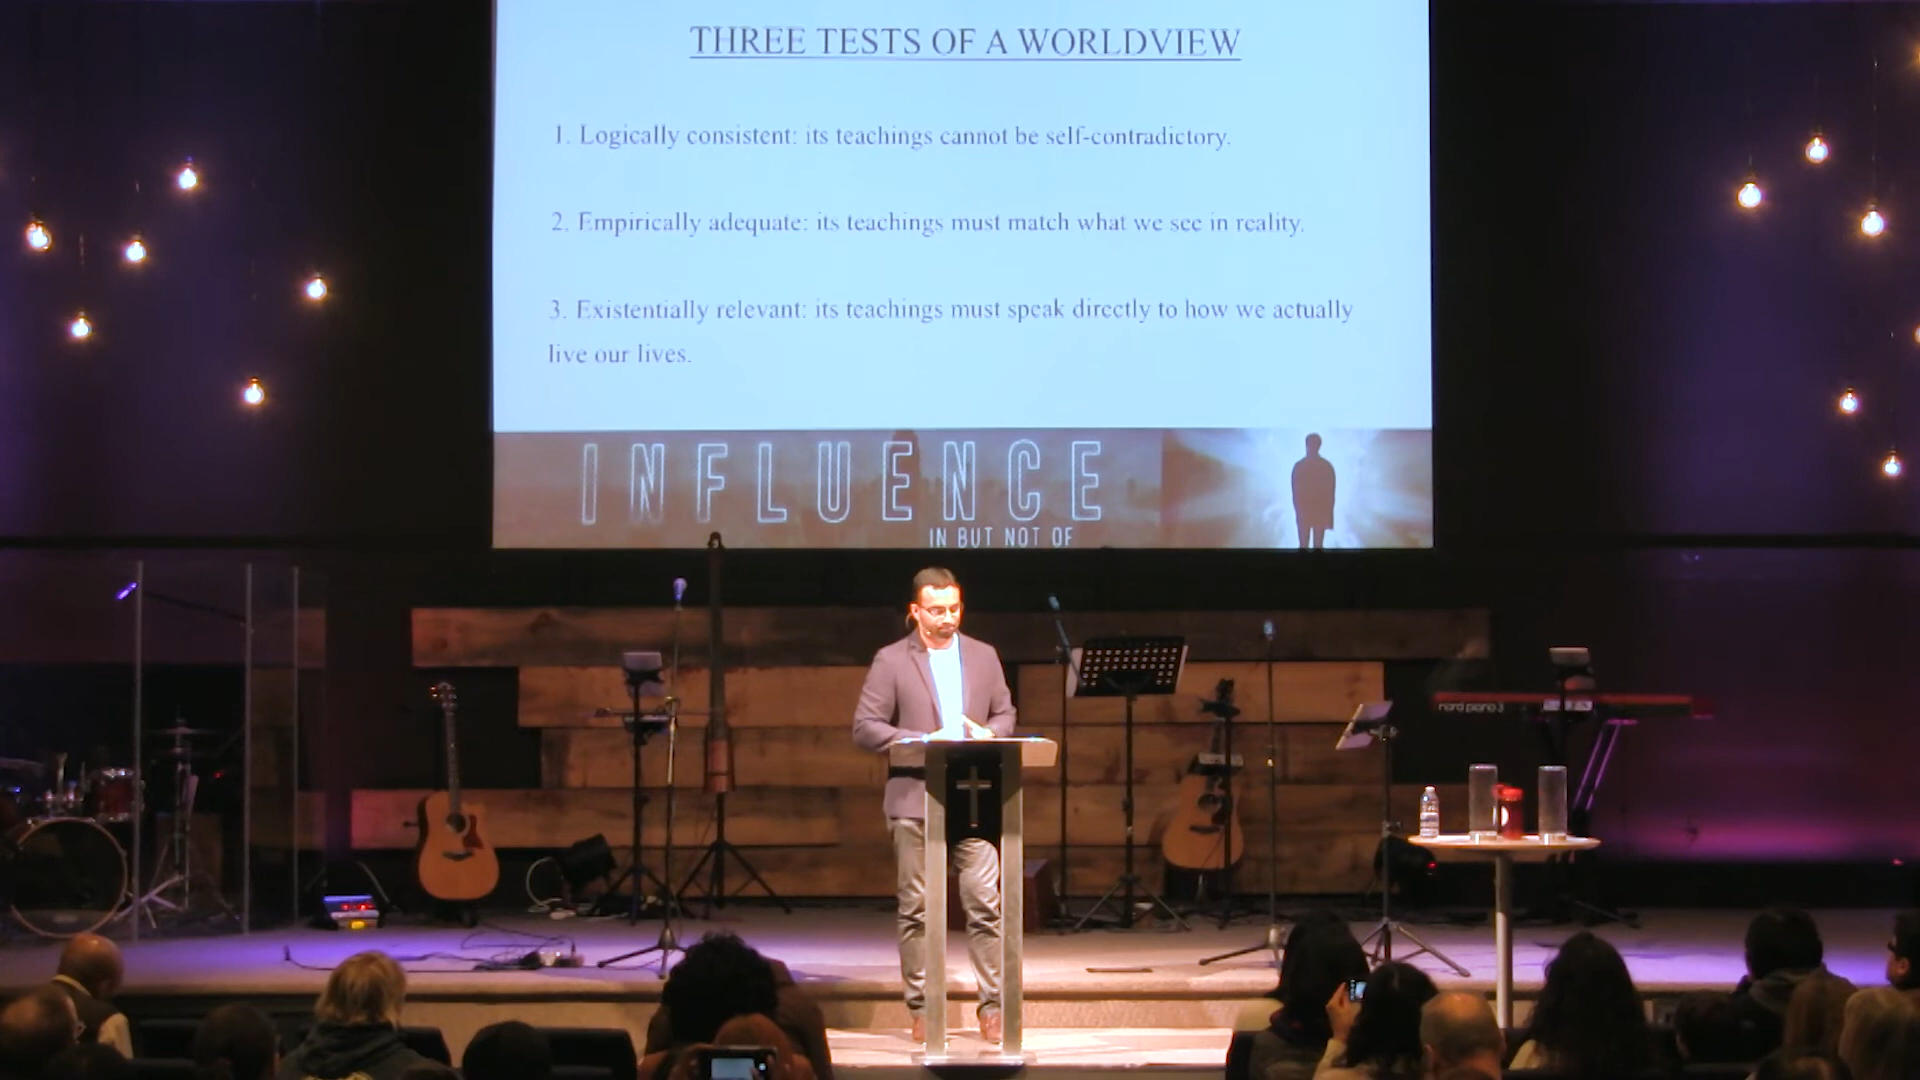 THREE TESTS OF A WORLDVIEW
1. Logically consistent: its teachings cannot be self-contradictory.
2. Empirically adequate: its teachings must match what we see in reality.
3. Existentially relevant: its teachings must speak directly to how we actually
live our lives.
INFLUENCE
IN BUT NOT OF
nord piano 3